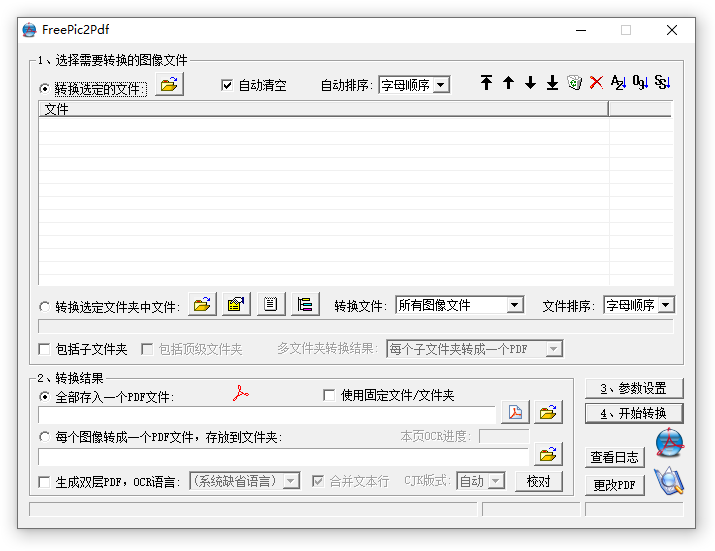 FreePic2Pdf
1、选择需要转换的图像文件
转换选定的文件:
自动清空
自动排序: 字母顺序
文件
转换选定文件夹中文件:
转换文件: 所有图像文件
文件排序: 字母顺序
包括子文件夹
包括顶级文件夹
多文件夹转换结果: 每个子文件夹转成一个PDF
2、转换结果
全部存入一个PDF文件:
使用固定文件/文件夹
每个图像转成一个PDF文件，存放到文件夹:
本页OCR进度:
生成双层PDF，OCR语言: (系统缺省语言)
合并文本行
CJK版式: 自动
校对
3、参数设置
4、开始转换
查看日志
更改PDF